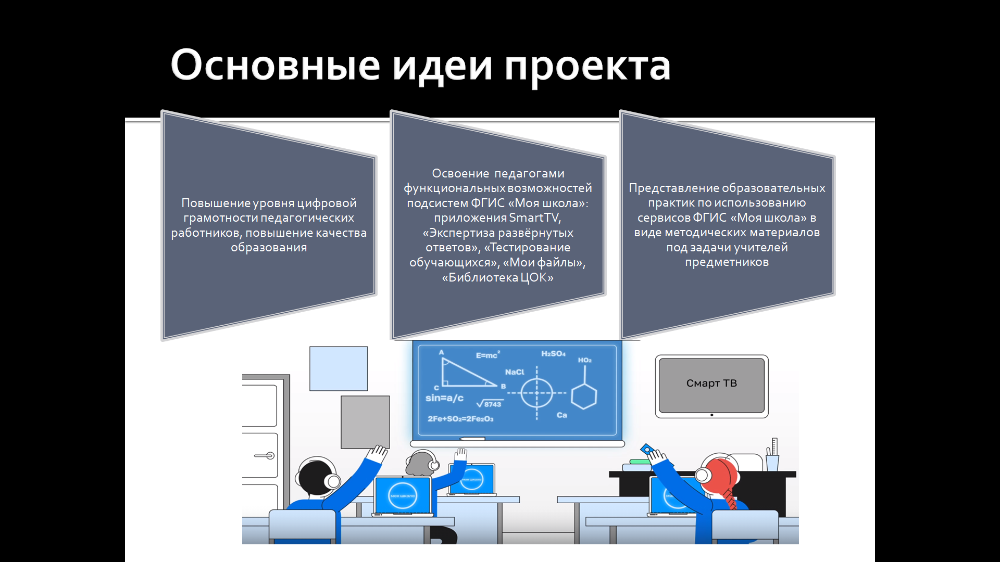 Основные идеи проекта
Повышение уровня цифровой
грамотности педагогических
работников, повышение качества
образования
Освоение педагогами
функциональных возможностей
подсистем ФГИС «Моя школа»:
приложения SmartTV,
«Экспертиза развёрнутых
ответов», «Тестирование
обучающихся», «Мои файлы»,
«Библиотека ЦОК»
Представление образовательных
практик по использованию
сервисов ФГИС «Моя школа» в
виде методических материалов
под задачи учителей
предметников
A
E=mc²
H₂SO₄
HO₂
NaCl
C
B
sin=a/c
√8743
Ca
2Fe+SO₂=2Fe₂O₃
Смарт ТВ
моя школа
моя школа
мо